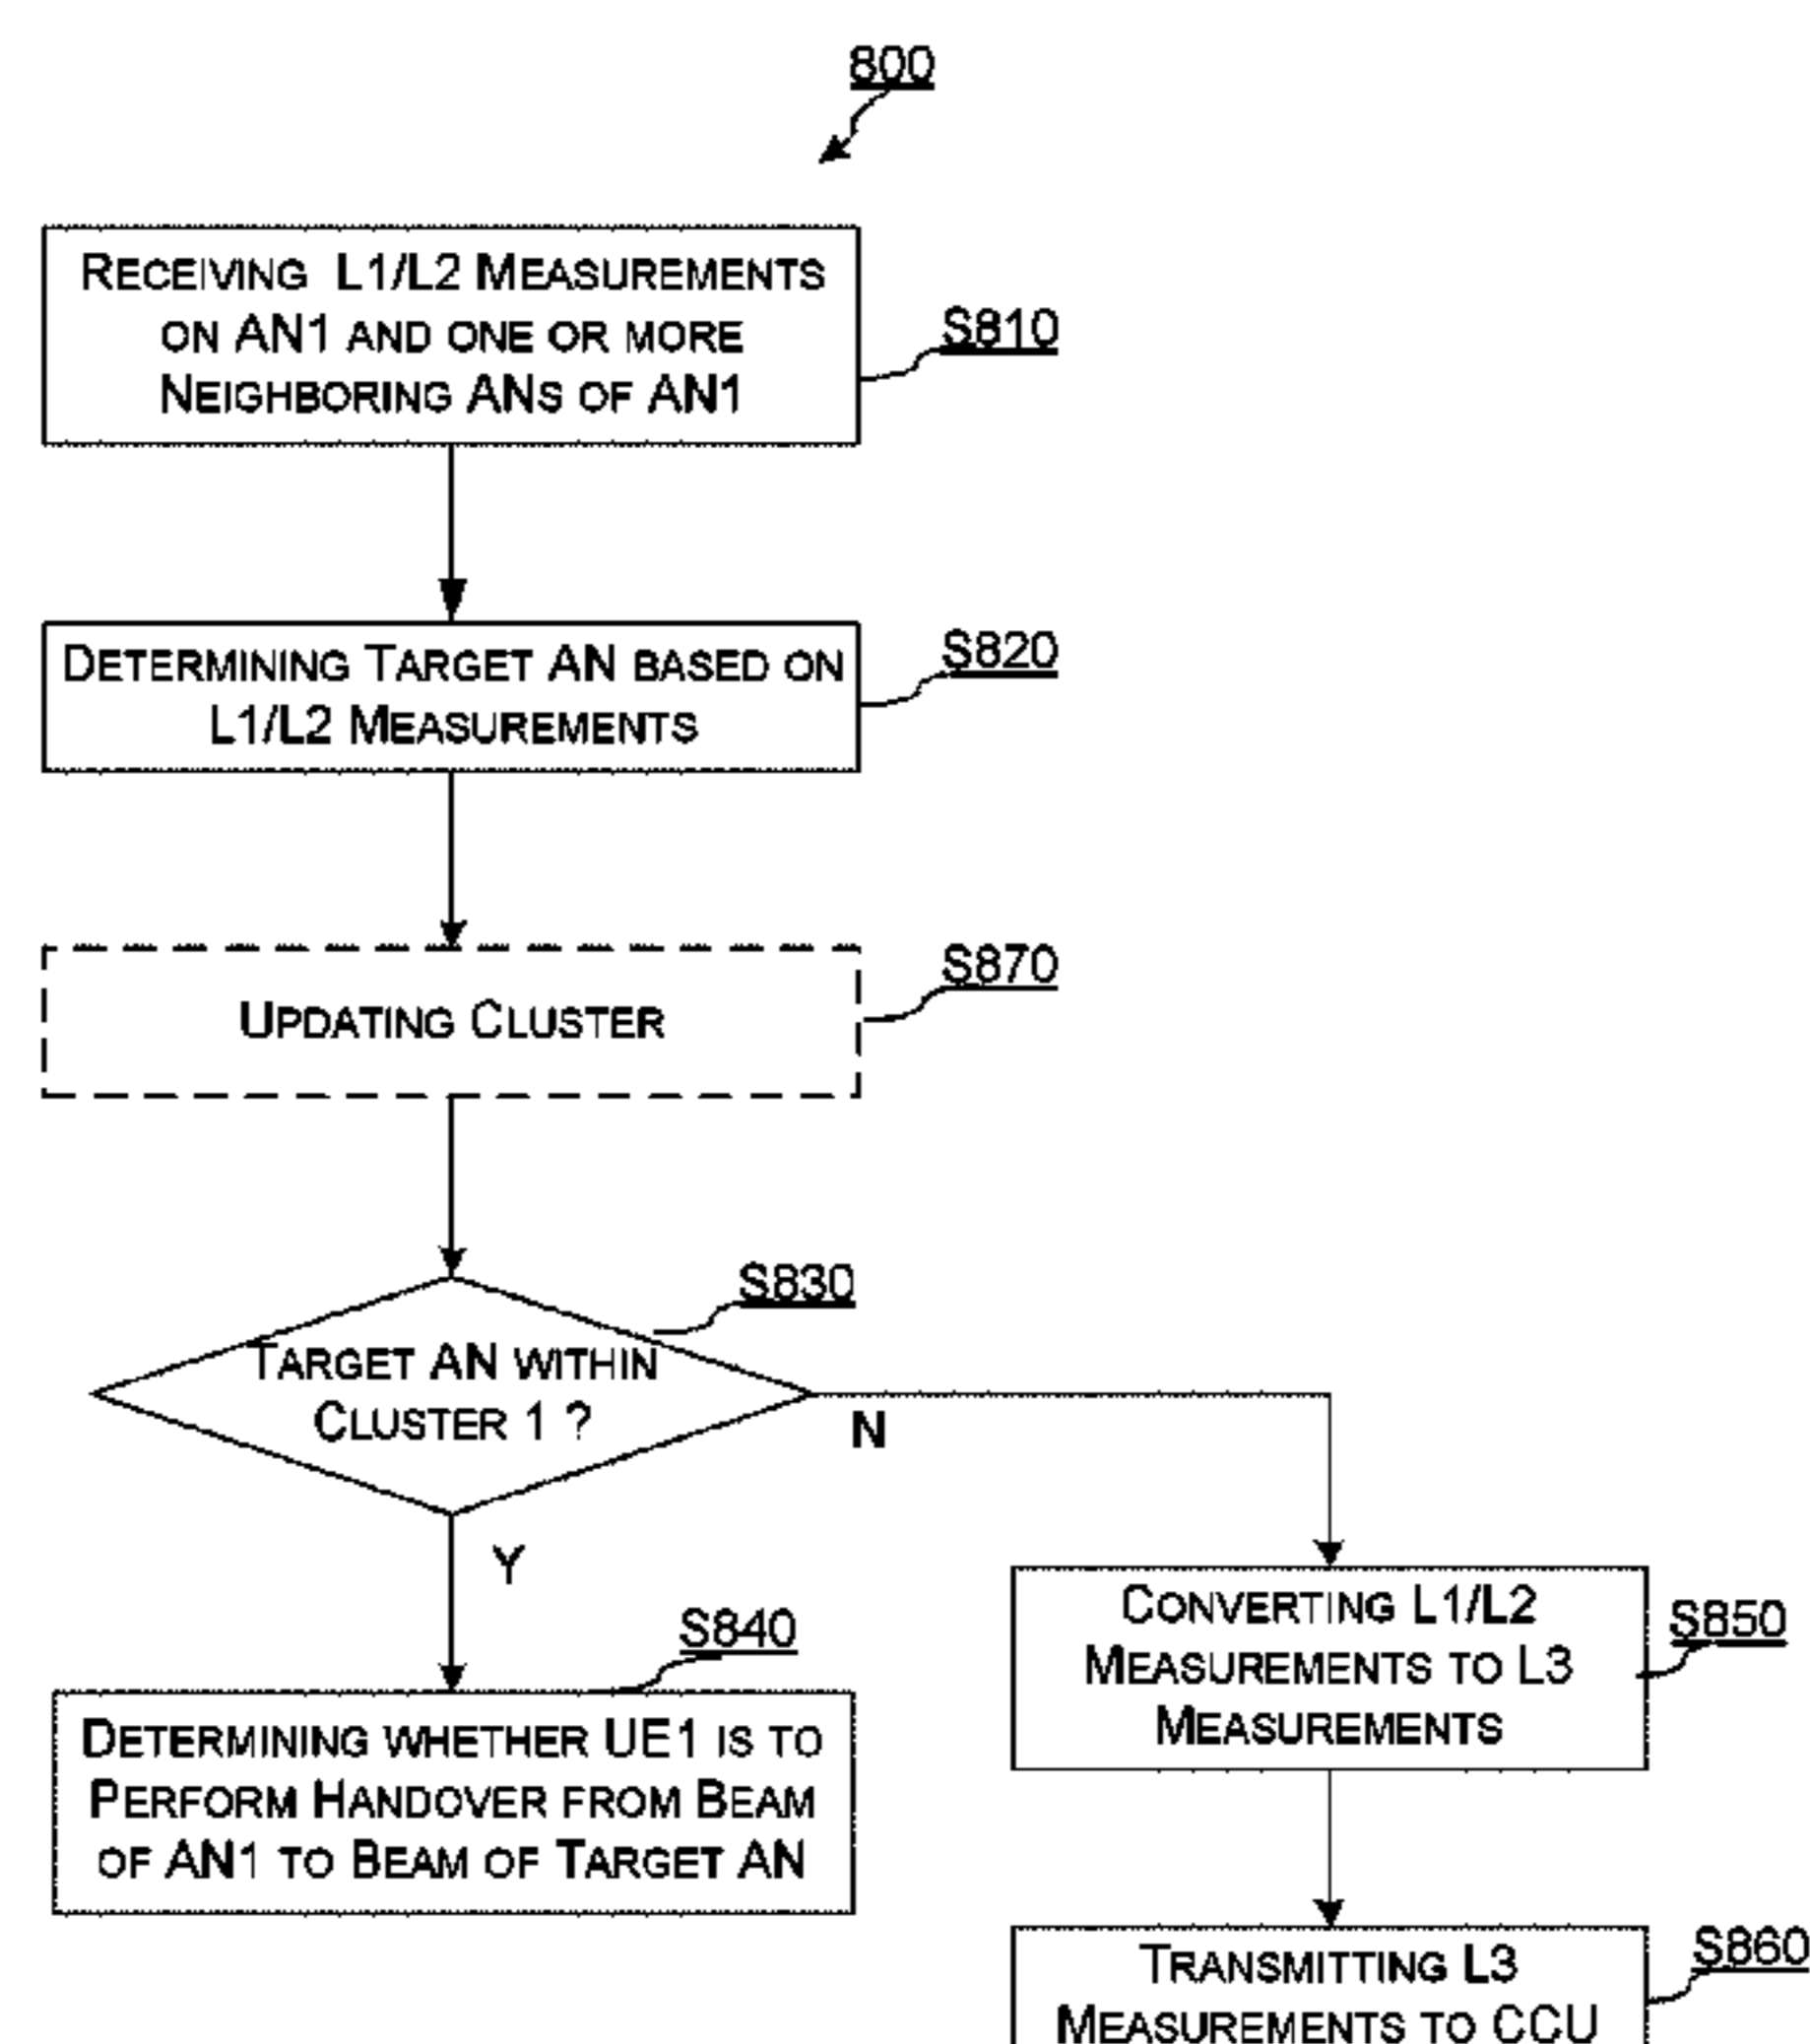 800
RECEIVING L1/L2 MEASUREMENTS
ON AN1 AND ONE OR MORE
NEIGHBORING ANS OF AN1
S810
DETERMINING TARGET AN BASED ON
L1/L2 MEASUREMENTS
S820
UPDATING CLUSTER
S870
S830
TARGET AN WITHIN
CLUSTER 1 ?
N
Y
S840
DETERMINING WHETHER UE1 IS TO
PERFORM HANDOVER FROM BEAM
OF AN1 TO BEAM OF TARGET AN
CONVERTING L1/L2
MEASUREMENTS TO L3
MEASUREMENTS
S850
TRANSMITTING L3
MEASUREMENTS TO CCU
S860